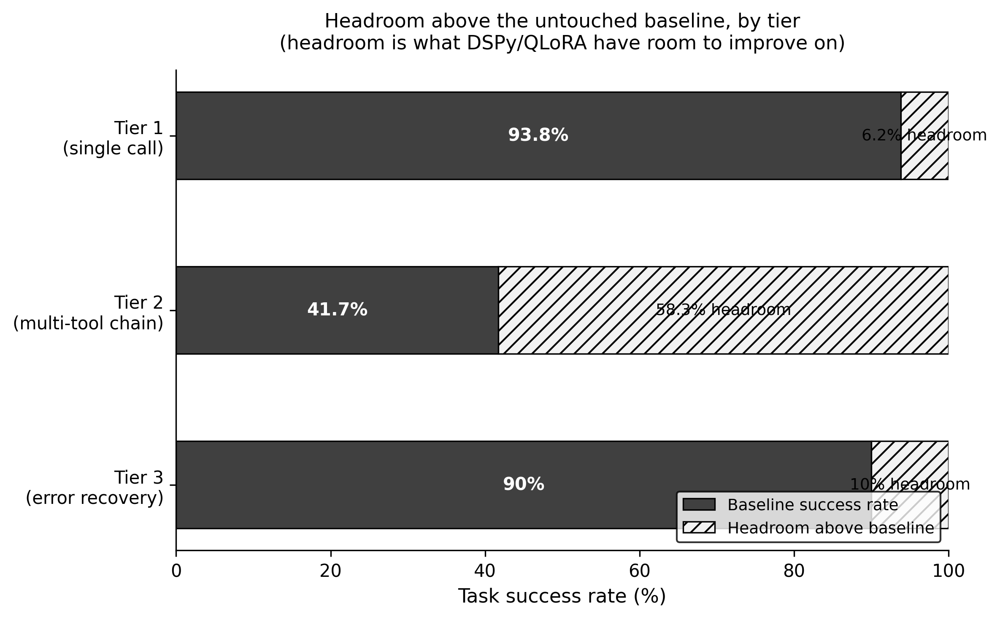 Headroom above the untouched baseline, by tier
(headroom is what DSPy/QLoRA have room to improve on)
Tier 1
(single call)
93.8%
6.2% headroom
Tier 2
(multi-tool chain)
41.7%
58.3% headroom
Tier 3
(error recovery)
90%
10% headroom
Baseline success rate
Headroom above baseline
0
20
40
60
80
100
Task success rate (%)